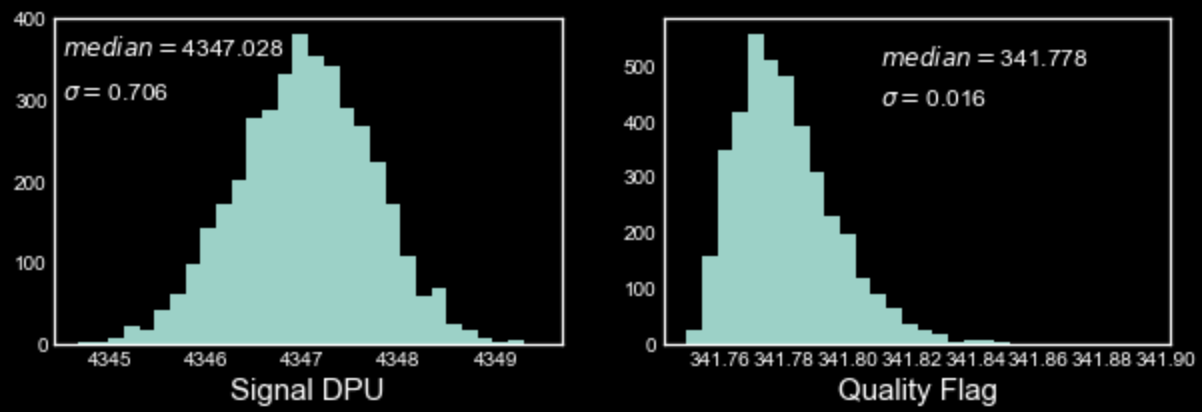 400
300
200
100
0
median = 4347.028
σ = 0.706
4345 4346 4347 4348 4349
Signal DPU
500
400
300
200
100
0
median = 341.778
σ = 0.016
341.76 341.78 341.80 341.82 341.84 341.86 341.88 341.90
Quality Flag